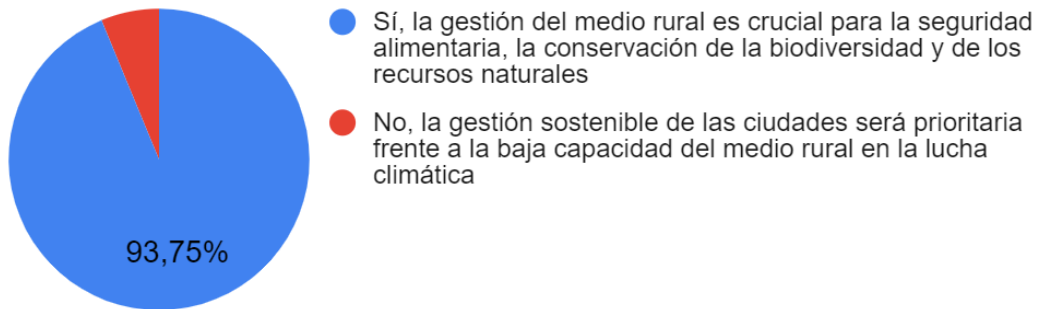 Sí, la gestión del medio rural es crucial para la seguridad
alimentaria, la conservación de la biodiversidad y de los
recursos naturales
No, la gestión sostenible de las ciudades será prioritaria
frente a la baja capacidad del medio rural en la lucha
climática
93,75%